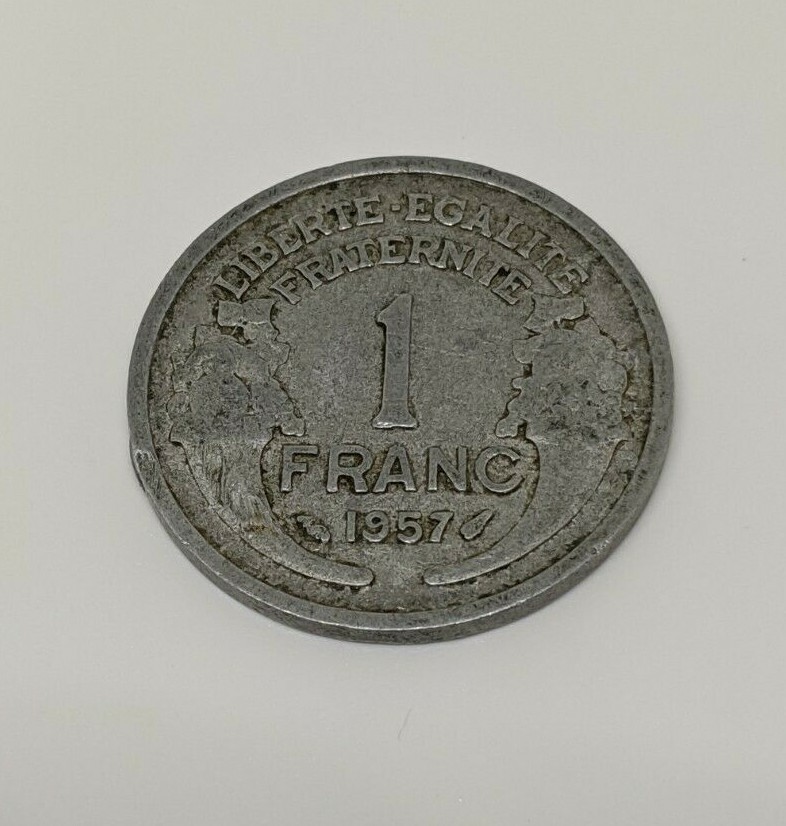 LIBERTE·EGALITE
FRATERNITE
1
FRANC
1957